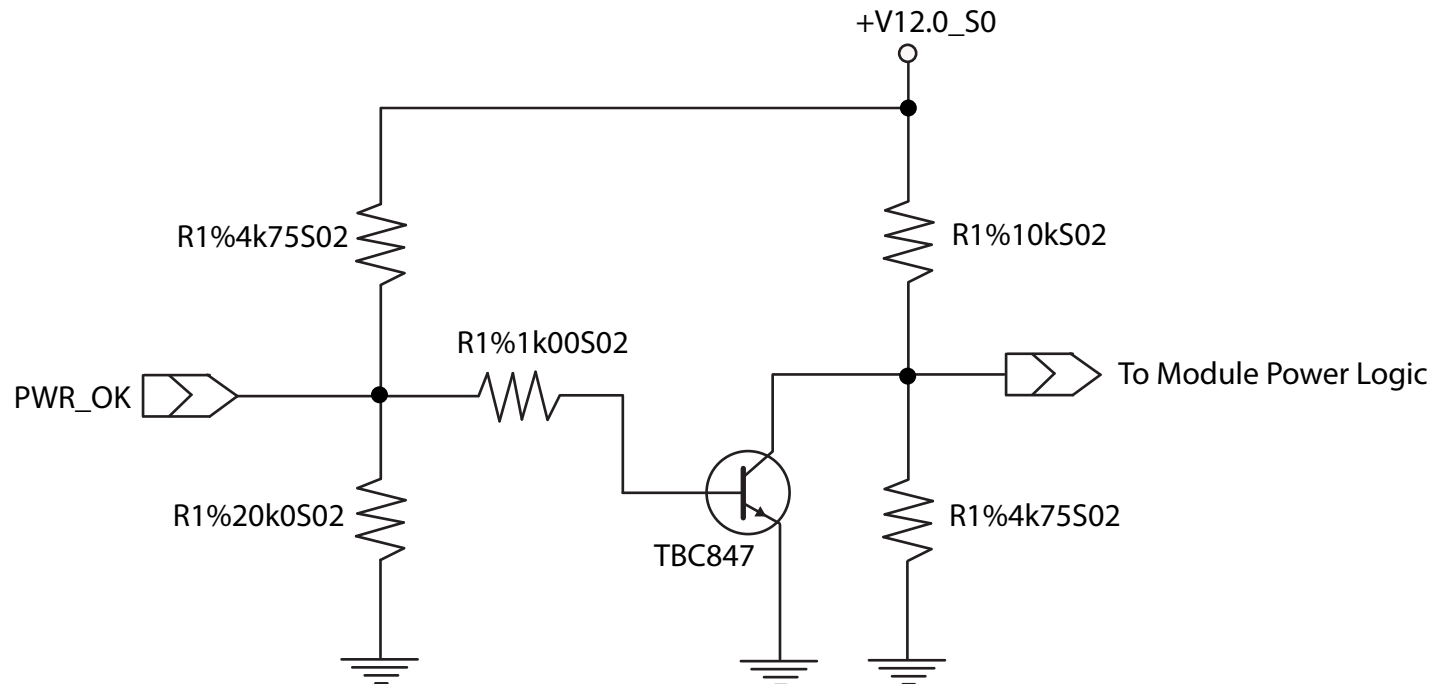 +V12.0_S0
R1%4k75S02
R1%10kS02
R1%1k00S02
PWR_OK
To Module Power Logic
R1%20k0S02
R1%4k75S02
TBC847